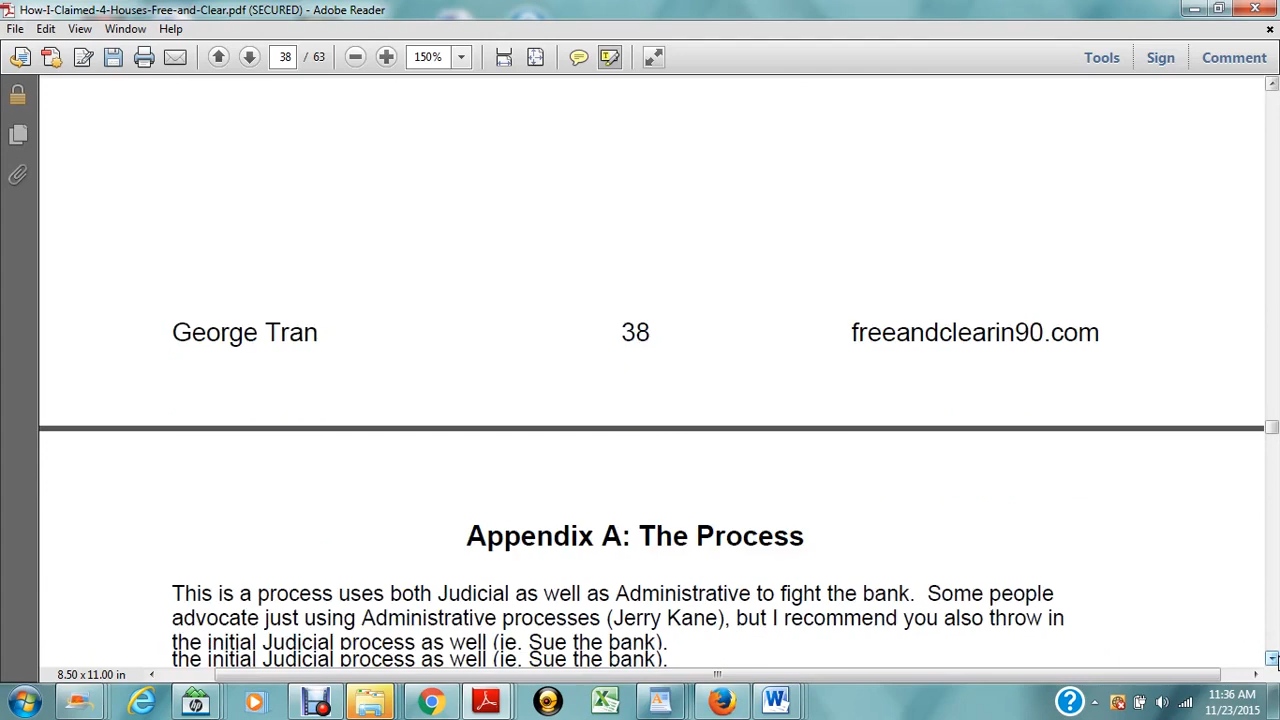 How-I-Claimed-4-Houses-Free-and-Clear.pdf (SECURED) - Adobe Reader
File Edit View Window Help
38 / 63 150% Tools Sign Comment
George Tran 38 freeandclearin90.com
Appendix A: The Process
This is a process uses both Judicial as well as Administrative to fight the bank. Some people
advocate just using Administrative processes (Jerry Kane), but I recommend you also throw in
the initial Judicial process as well (ie. Sue the bank).
the initial Judicial process as well (ie. Sue the bank).
8.50 x 11.00 in
11:36 AM
11/23/2015